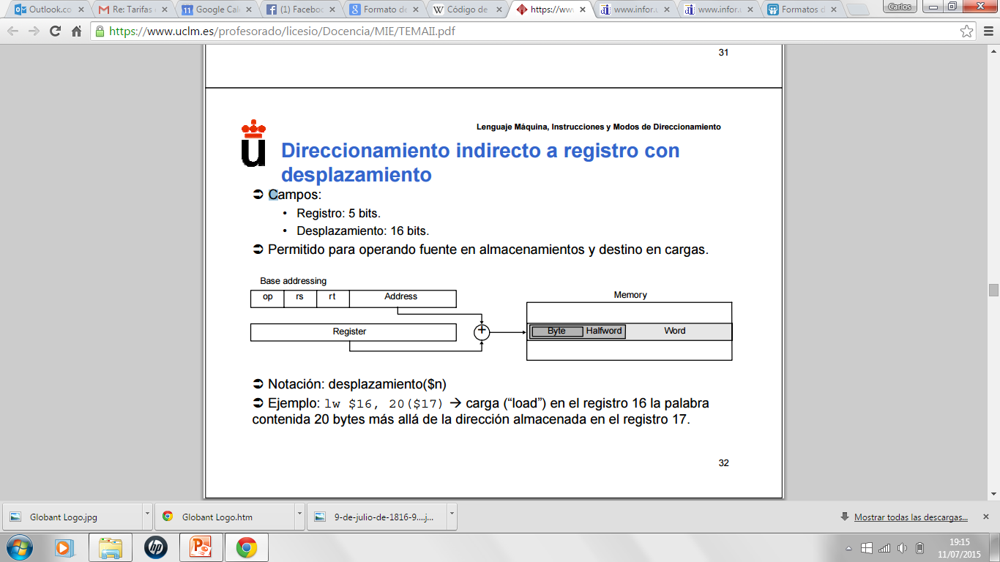 Outlook.co
Re: Tarifas
Google Cal
(1) Faceboo
Formato de
Código de
https://ww
www.infor.u
www.infor.u
Formatos d
Carlos
https://www.uclm.es/profesorado/licesio/Docencia/MIE/TEMAII.pdf
31
Lenguaje Máquina, Instrucciones y Modos de Direccionamiento
Direccionamiento indirecto a registro con
desplazamiento
Campos:
• Registro: 5 bits.
• Desplazamiento: 16 bits.
Permitido para operando fuente en almacenamientos y destino en cargas.
Base addressing
op rs rt Address
Memory
Register
+
Byte Halfword Word
Notación: desplazamiento($n)
Ejemplo: lw $16, 20($17) → carga (“load”) en el registro 16 la palabra
contenida 20 bytes más allá de la dirección almacenada en el registro 17.
32
Globant Logo.jpg
Globant Logo.htm
9-de-julio-de-1816-9....j...
Mostrar todas las descargas...
19:15
11/07/2015